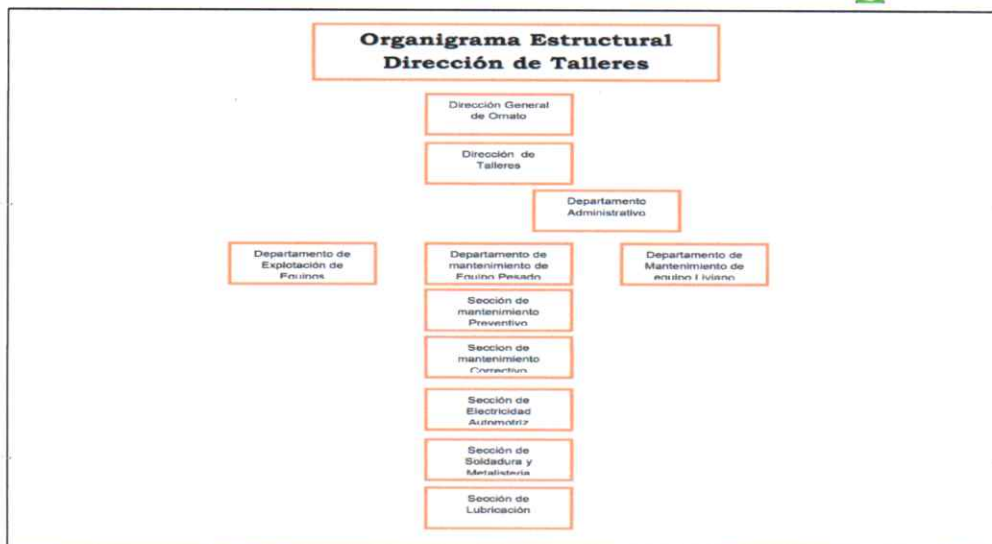 Organigrama Estructural
Dirección de Talleres
Dirección General
de Ornato
Dirección de
Talleres
Departamento
Administrativo
Departamento de
Explotación de
Equipos
Departamento de
mantenimiento de
Equipo Pesado
Departamento de
Mantenimiento de
equipo Liviano
Sección de
mantenimiento
Preventivo
Seccion de
mantenimiento
Correctivo
Sección de
Electricidad
Automotriz
Sección de
Soldadura y
Metalisteria
Sección de
Lubricación